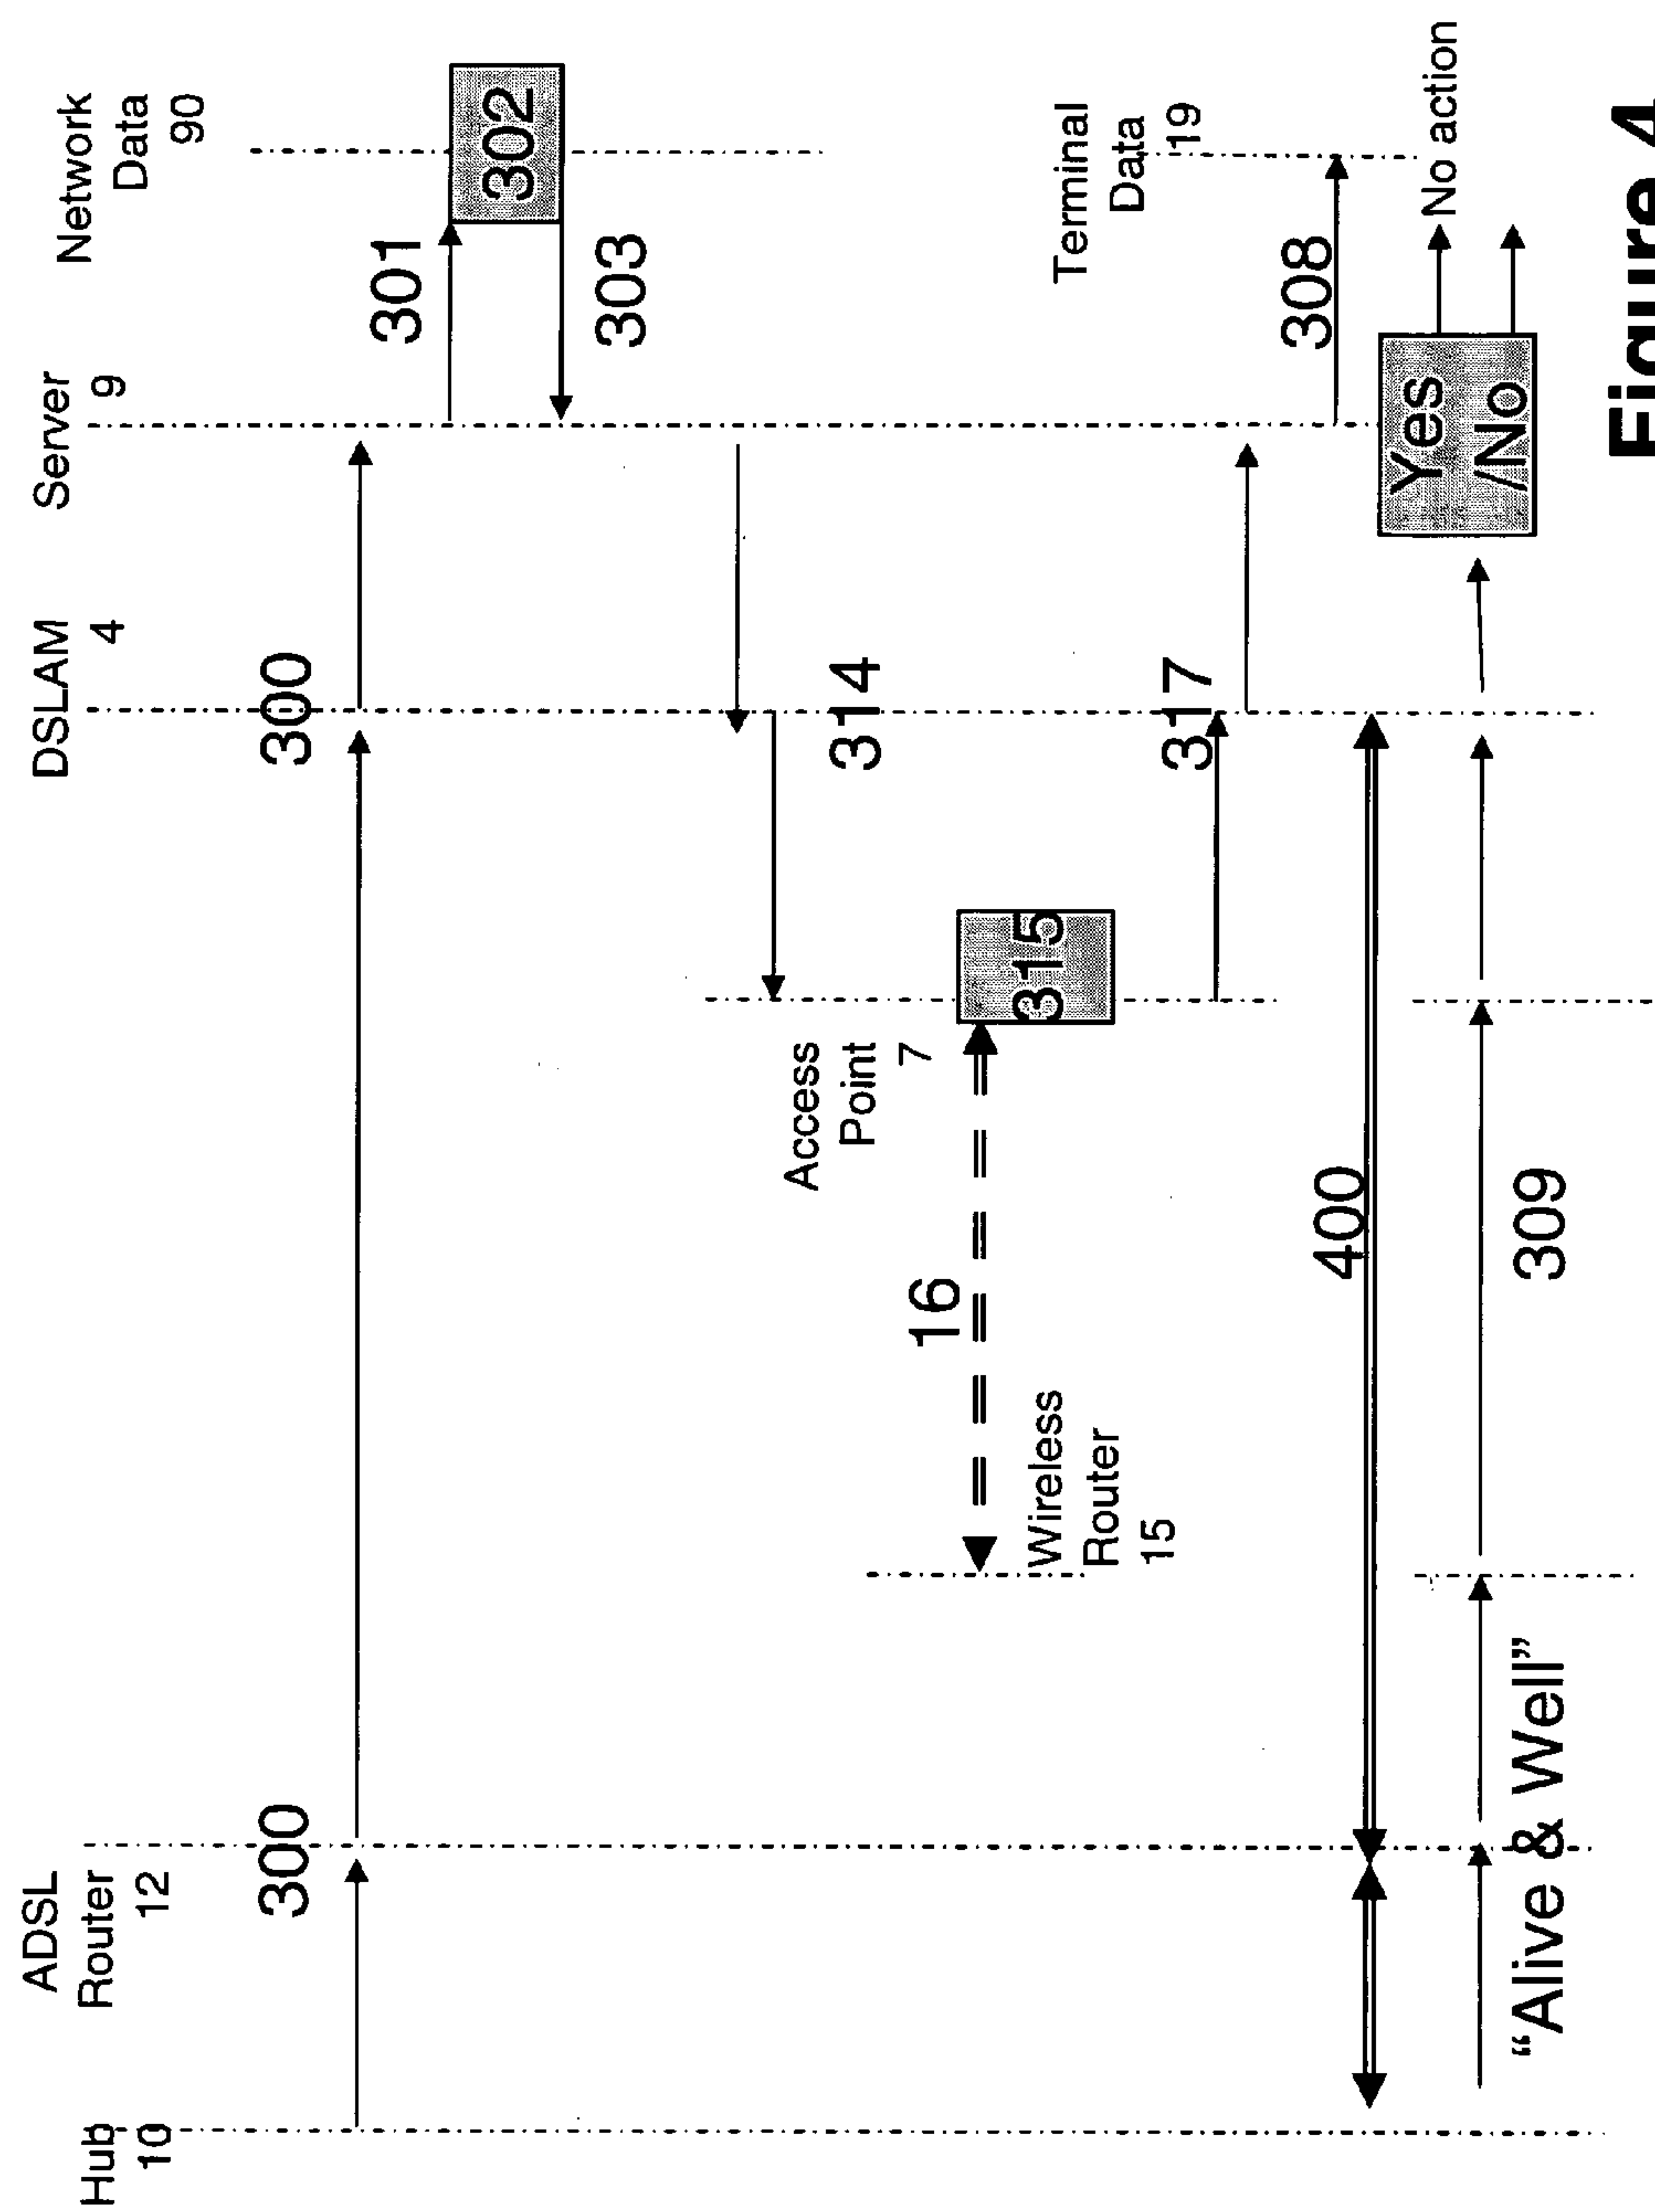 Hub
10
ADSL
Router
12
DSLAM
4
Server
9
Network
Data
90
300
300
301
302
303
314
Access
Point
7
16
315
Wireless
Router
15
317
Terminal
Data
19
308
400
Yes
/No
No action
309
“Alive & Well”
Figure 4